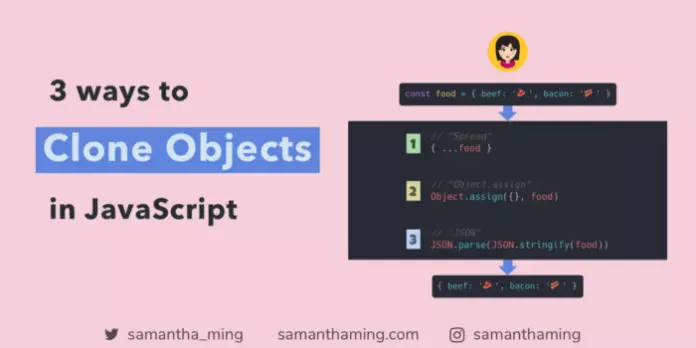 3 ways to
Clone Objects
in JavaScript
const food = { beef: '🥩', bacon: '🥓' }
1 // "Spread"
{ ...food }
2 // "Object.assign"
Object.assign({}, food)
3 // "JSON"
JSON.parse(JSON.stringify(food))
{ beef: '🥩', bacon: '🥓' }
samantha_ming samanthaming.com samanthaming